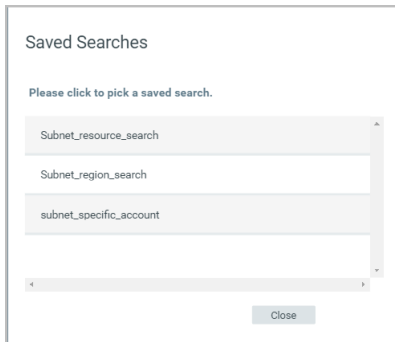 Saved Searches
Please click to pick a saved search.
Subnet_resource_search
Subnet_region_search
subnet_specific_account
Close